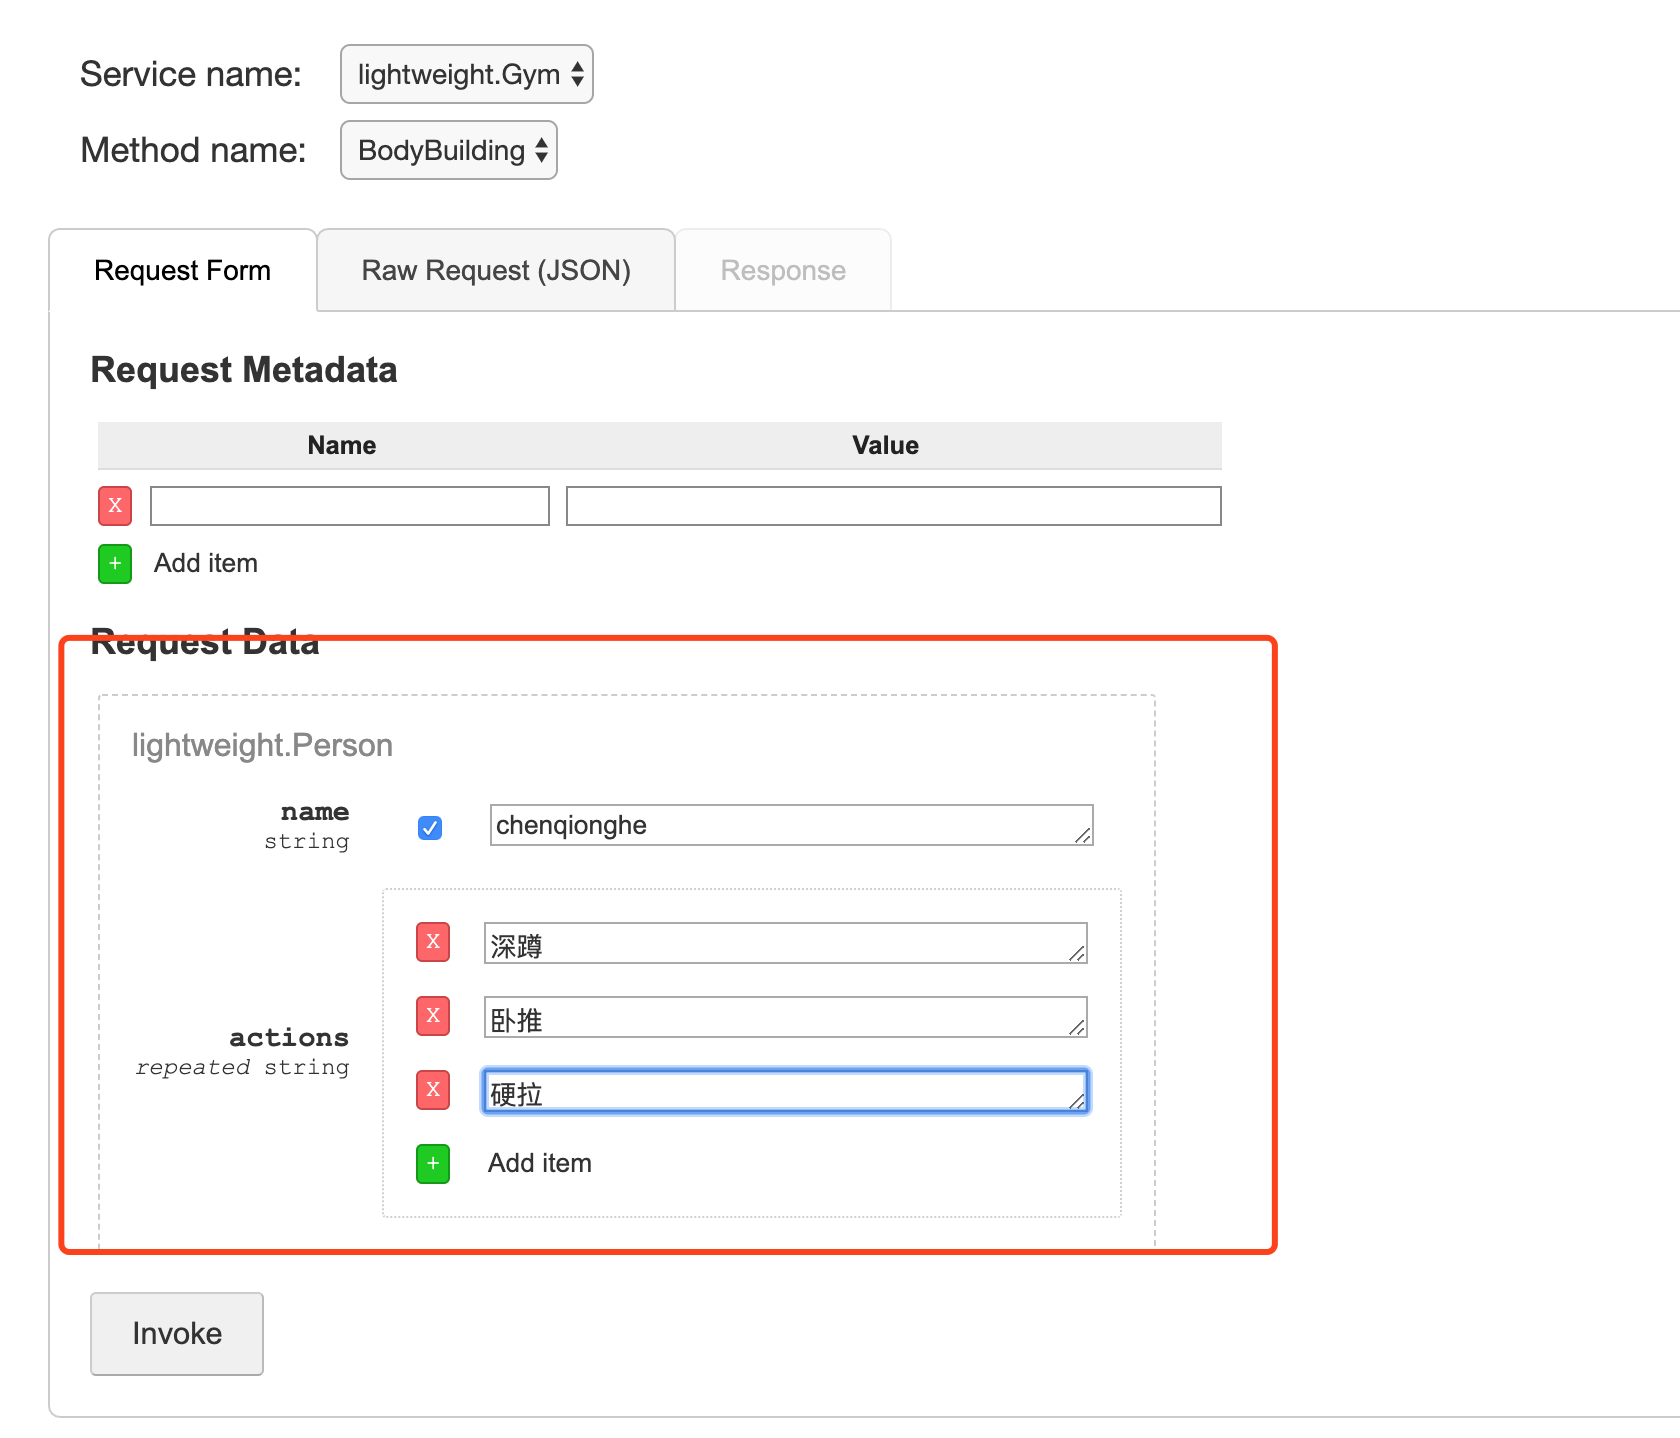 Service name: lightweight.Gym
Method name: BodyBuilding
Request Form Raw Request (JSON) Response
Request Metadata
Name Value
X
+ Add item
Request Data
lightweight.Person
name
string
chenqionghe
X 深蹲
X 卧推
actions
repeated string
X 硬拉
+ Add item
Invoke